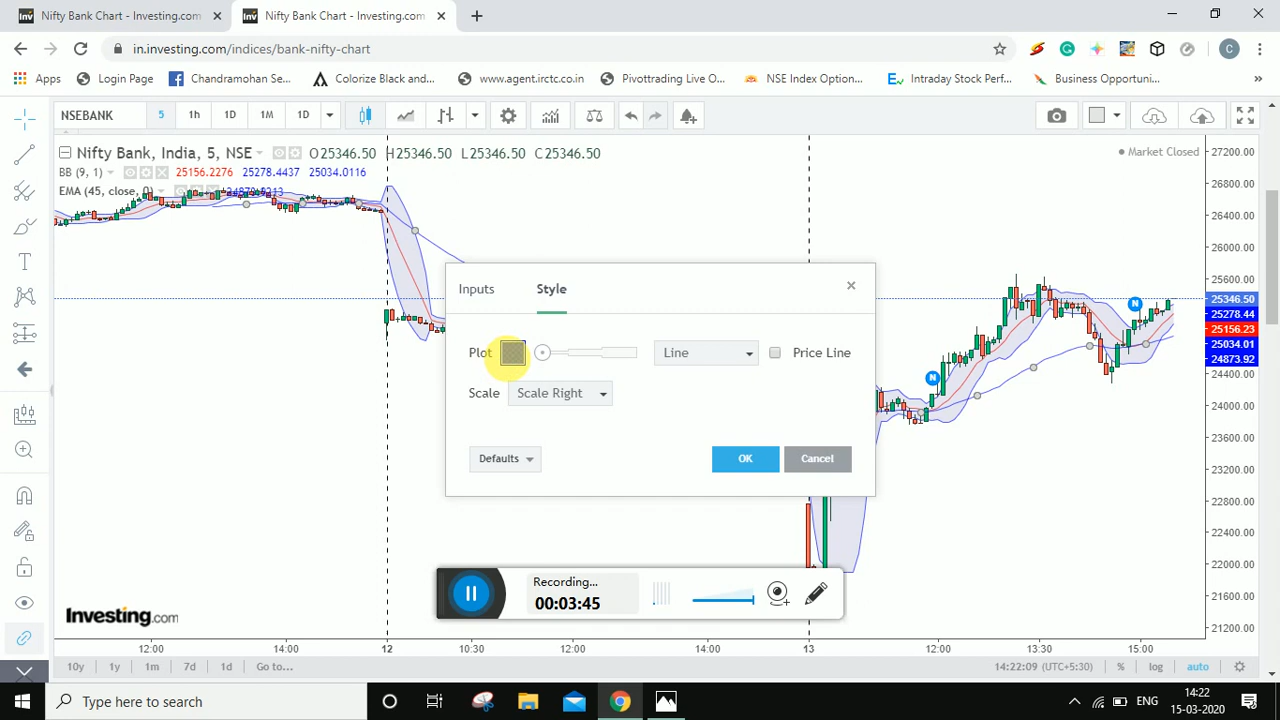 Nifty Bank Chart - Investing.com
Nifty Bank Chart - Investing.com
in.investing.com/indices/bank-nifty-chart
C
Apps
Login Page
Chandramohan Se...
Colorize Black and...
www.agent.irctc.co.in
Pivottrading Live O...
NSE Index Option...
Intraday Stock Perf...
Business Opportuni...
NSEBANK
5
1h
1D
1M
1D
Nifty Bank, India, 5, NSE
O25346.50 H25346.50 L25346.50 C25346.50
Market Closed
BB (9, 1) 25156.2276 25278.4437 25034.0116
EMA (45, close, 0)
27200.00
26800.00
26400.00
26000.00
25600.00
25346.50
25278.44
25156.23
25034.01
24873.92
24400.00
24000.00
23600.00
23200.00
22800.00
22400.00
22000.00
21600.00
21200.00
N
N
Inputs
Style
Plot
Line
Price Line
Scale
Scale Right
Defaults
OK
Cancel
Recording...
00:03:45
Investing.com
12:00
14:00
12
10:30
12:00
14:00
13
12:00
13:30
15:00
10y
1y
1m
7d
1d
Go to...
14:22:09 (UTC+5:30)
%
log
auto
Type here to search
ENG
14:22
15-03-2020